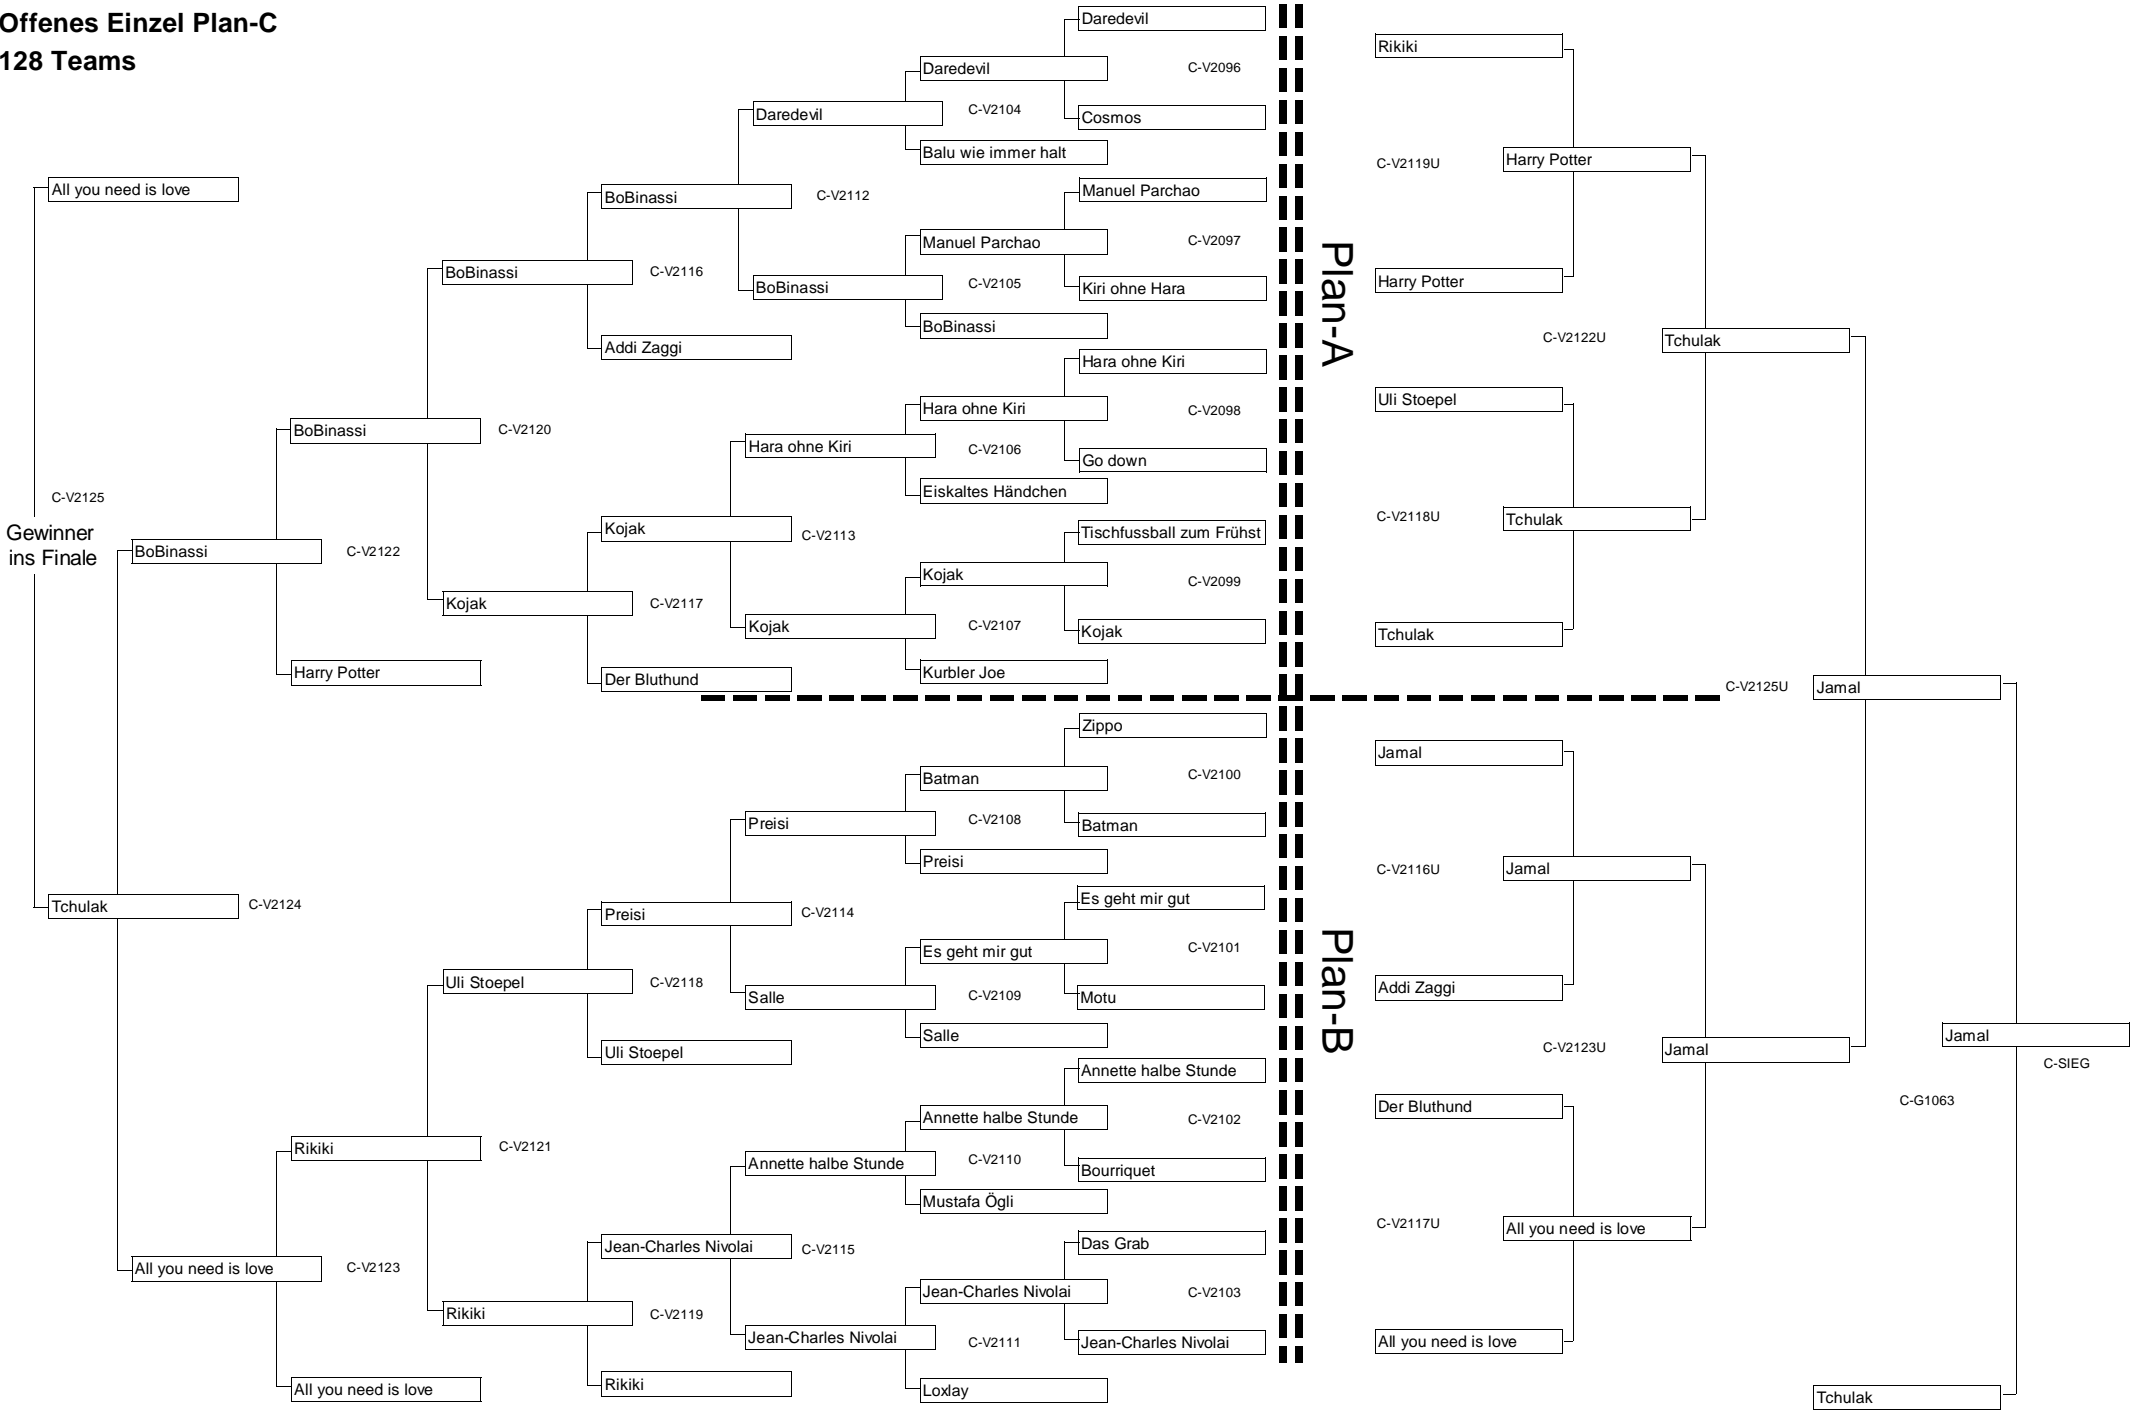 Offenes Einzel Plan-C
128 Teams
Daredevil
Rikiki
Daredevil
C-V2096
Daredevil
C-V2104
Cosmos
Balu wie immer halt
C-V2119U
Harry Potter
All you need is love
BoBinassi
C-V2112
Manuel Parchao
Manuel Parchao
C-V2097
BoBinassi
C-V2116
BoBinassi
C-V2105
Kiri ohne Hara
Plan-A
Harry Potter
BoBinassi
Addi Zaggi
C-V2122U
Tchulak
Hara ohne Kiri
Hara ohne Kiri
C-V2098
Uli Stoepel
BoBinassi
C-V2120
Hara ohne Kiri
C-V2106
Go down
Eiskaltes Händchen
C-V2125
Gewinner
ins Finale
BoBinassi
C-V2122
Kojak
C-V2113
Tischfussball zum Frühst
C-V2118U
Tchulak
Kojak
C-V2099
Kojak
C-V2117
Kojak
C-V2107
Kojak
Tchulak
Harry Potter
Der Bluthund
Kurbler Joe
C-V2125U
Jamal
Zippo
Jamal
Batman
C-V2100
Preisi
C-V2108
Batman
Preisi
C-V2116U
Jamal
Tchulak
C-V2124
Preisi
C-V2114
Es geht mir gut
Es geht mir gut
C-V2101
Uli Stoepel
C-V2118
Salle
C-V2109
Motu
Plan-B
Addi Zaggi
Salle
Uli Stoepel
C-V2123U
Jamal
Jamal
C-SIEG
Annette halbe Stunde
Annette halbe Stunde
C-V2102
Der Bluthund
C-G1063
Rikiki
C-V2121
Annette halbe Stunde
C-V2110
Bourriquet
Mustafa Ögli
C-V2117U
All you need is love
All you need is love
C-V2123
Jean-Charles Nivolai
C-V2115
Das Grab
Jean-Charles Nivolai
C-V2103
Rikiki
C-V2119
Jean-Charles Nivolai
C-V2111
Jean-Charles Nivolai
All you need is love
All you need is love
Rikiki
Loxlay
Tchulak